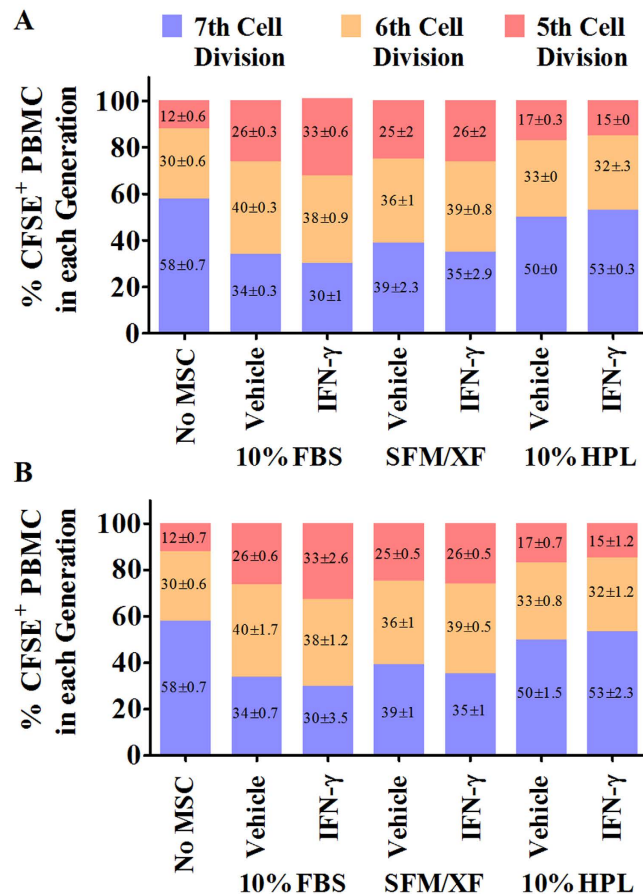 A
7th Cell Division
6th Cell Division
5th Cell Division
% CFSE+ PBMC
in each Generation
100
80
60
40
20
0
12±0.6 26±0.3 33±0.6 25±2 26±2 17±0.3 15±0
30±0.6 40±0.3 38±0.9 36±1 39±0.8 33±0 32±.3
58±0.7 34±0.3 30±1 39±2.3 35±2.9 50±0 53±0.3
No MSC Vehicle IFN-γ Vehicle IFN-γ Vehicle IFN-γ
10% FBS SFM/XF 10% HPL
B
% CFSE+ PBMC
in each Generation
100
80
60
40
20
0
12±0.7 26±0.6 33±2.6 25±0.5 26±0.5 17±0.7 15±1.2
30±0.6 40±1.7 38±1.2 36±1 39±0.5 33±0.8 32±1.2
58±0.7 34±0.7 30±3.5 39±1 35±1 50±1.5 53±2.3
No MSC Vehicle IFN-γ Vehicle IFN-γ Vehicle IFN-γ
10% FBS SFM/XF 10% HPL